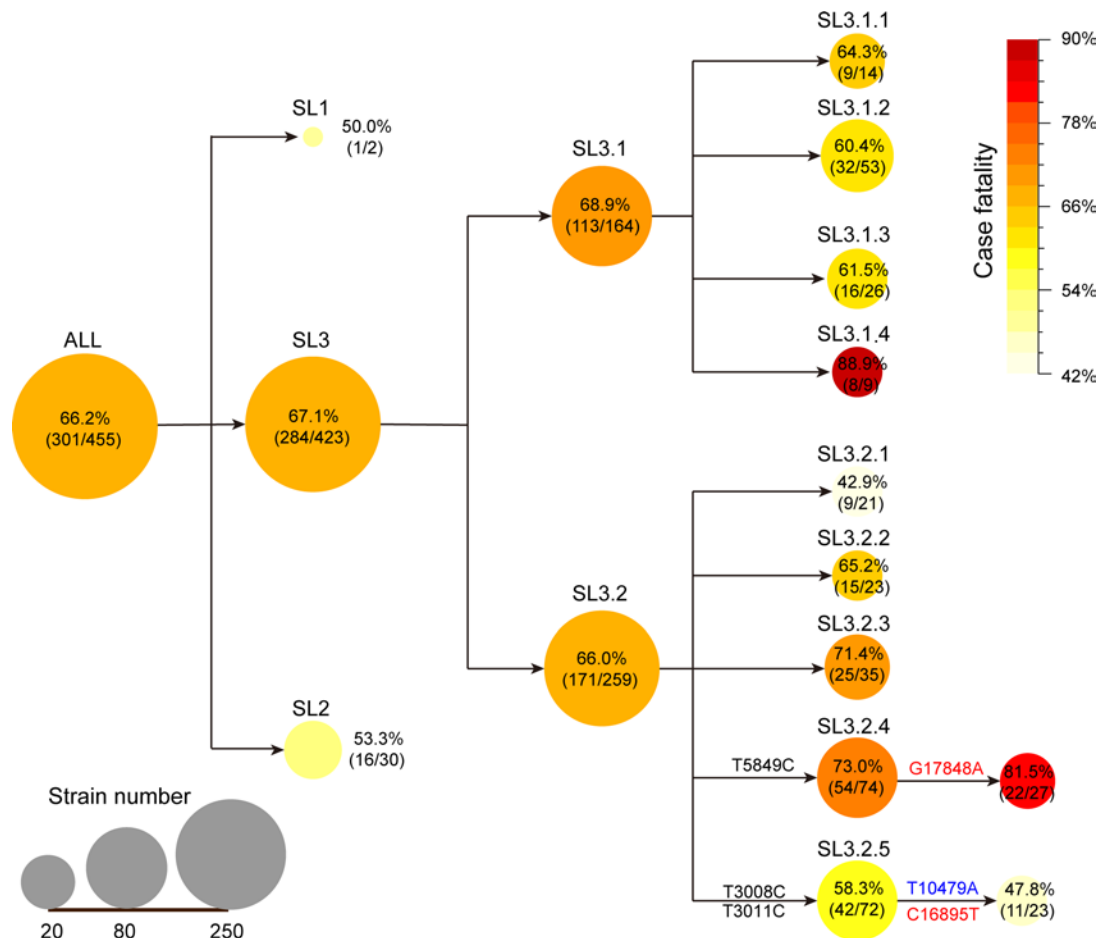 ALL
66.2%
(301/455)
SL1
50.0%
(1/2)
SL3
67.1%
(284/423)
SL2
53.3%
(16/30)
SL3.1
68.9%
(113/164)
SL3.2
66.0%
(171/259)
SL3.1.1
64.3%
(9/14)
SL3.1.2
60.4%
(32/53)
SL3.1.3
61.5%
(16/26)
SL3.1.4
88.9%
(8/9)
SL3.2.1
42.9%
(9/21)
SL3.2.2
65.2%
(15/23)
SL3.2.3
71.4%
(25/35)
SL3.2.4
T5849C
73.0%
(54/74)
G17848A
81.5%
(22/27)
SL3.2.5
T3008C
T3011C
58.3%
(42/72)
T10479A
C16895T
47.8%
(11/23)
Case fatality
90%
78%
66%
54%
42%
Strain number
20 80 250